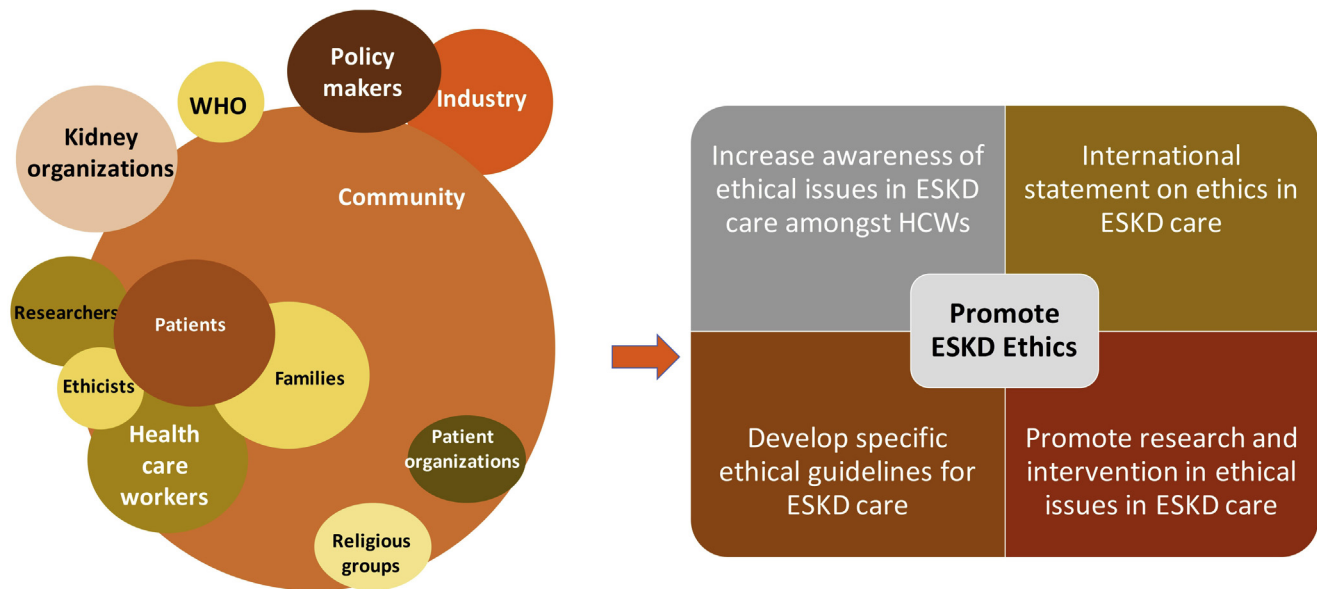 Policy
makers
Industry
WHO
Kidney
organizations
Community
Researchers
Patients
Ethicists
Families
Health
care
workers
Patient
organizations
Religious
groups
Increase awareness of
ethical issues in ESKD
care amongst HCWs
International
statement on ethics in
ESKD care
Promote
ESKD Ethics
Develop specific
ethical guidelines for
ESKD care
Promote research and
intervention in ethical
issues in ESKD care